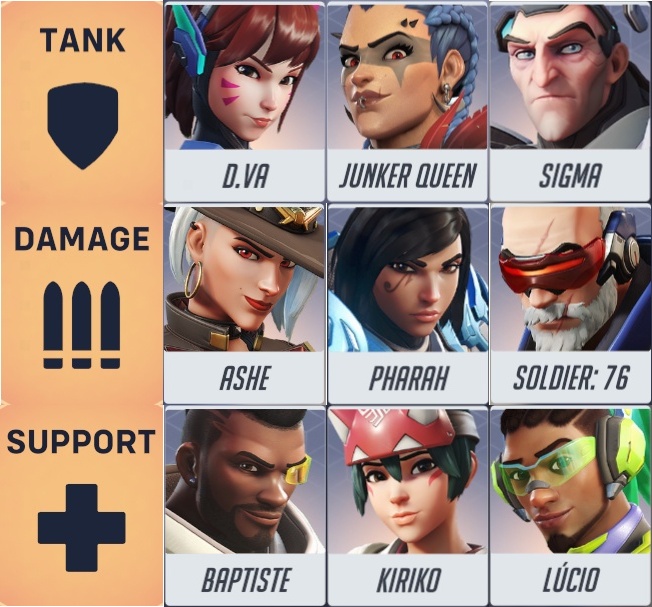 TANK
D.VA
JUNKER QUEEN
SIGMA
DAMAGE
ASHE
PHARAH
SOLDIER: 76
SUPPORT
BAPTISTE
KIRIKO
LÚCIO